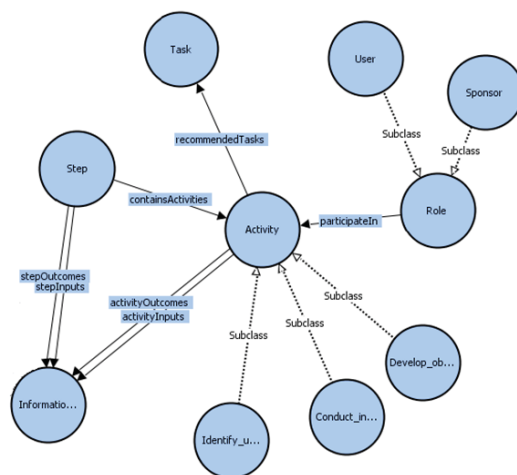 Task
User
Sponsor
Subclass
Subclass
recommendedTasks
Step
containsActivities
Activity
participateIn
Role
stepOutcomes
stepInputs
activityOutcomes
activityInputs
Subclass
Subclass
Subclass
Informatio...
Identify_u...
Conduct_in...
Develop_ob...